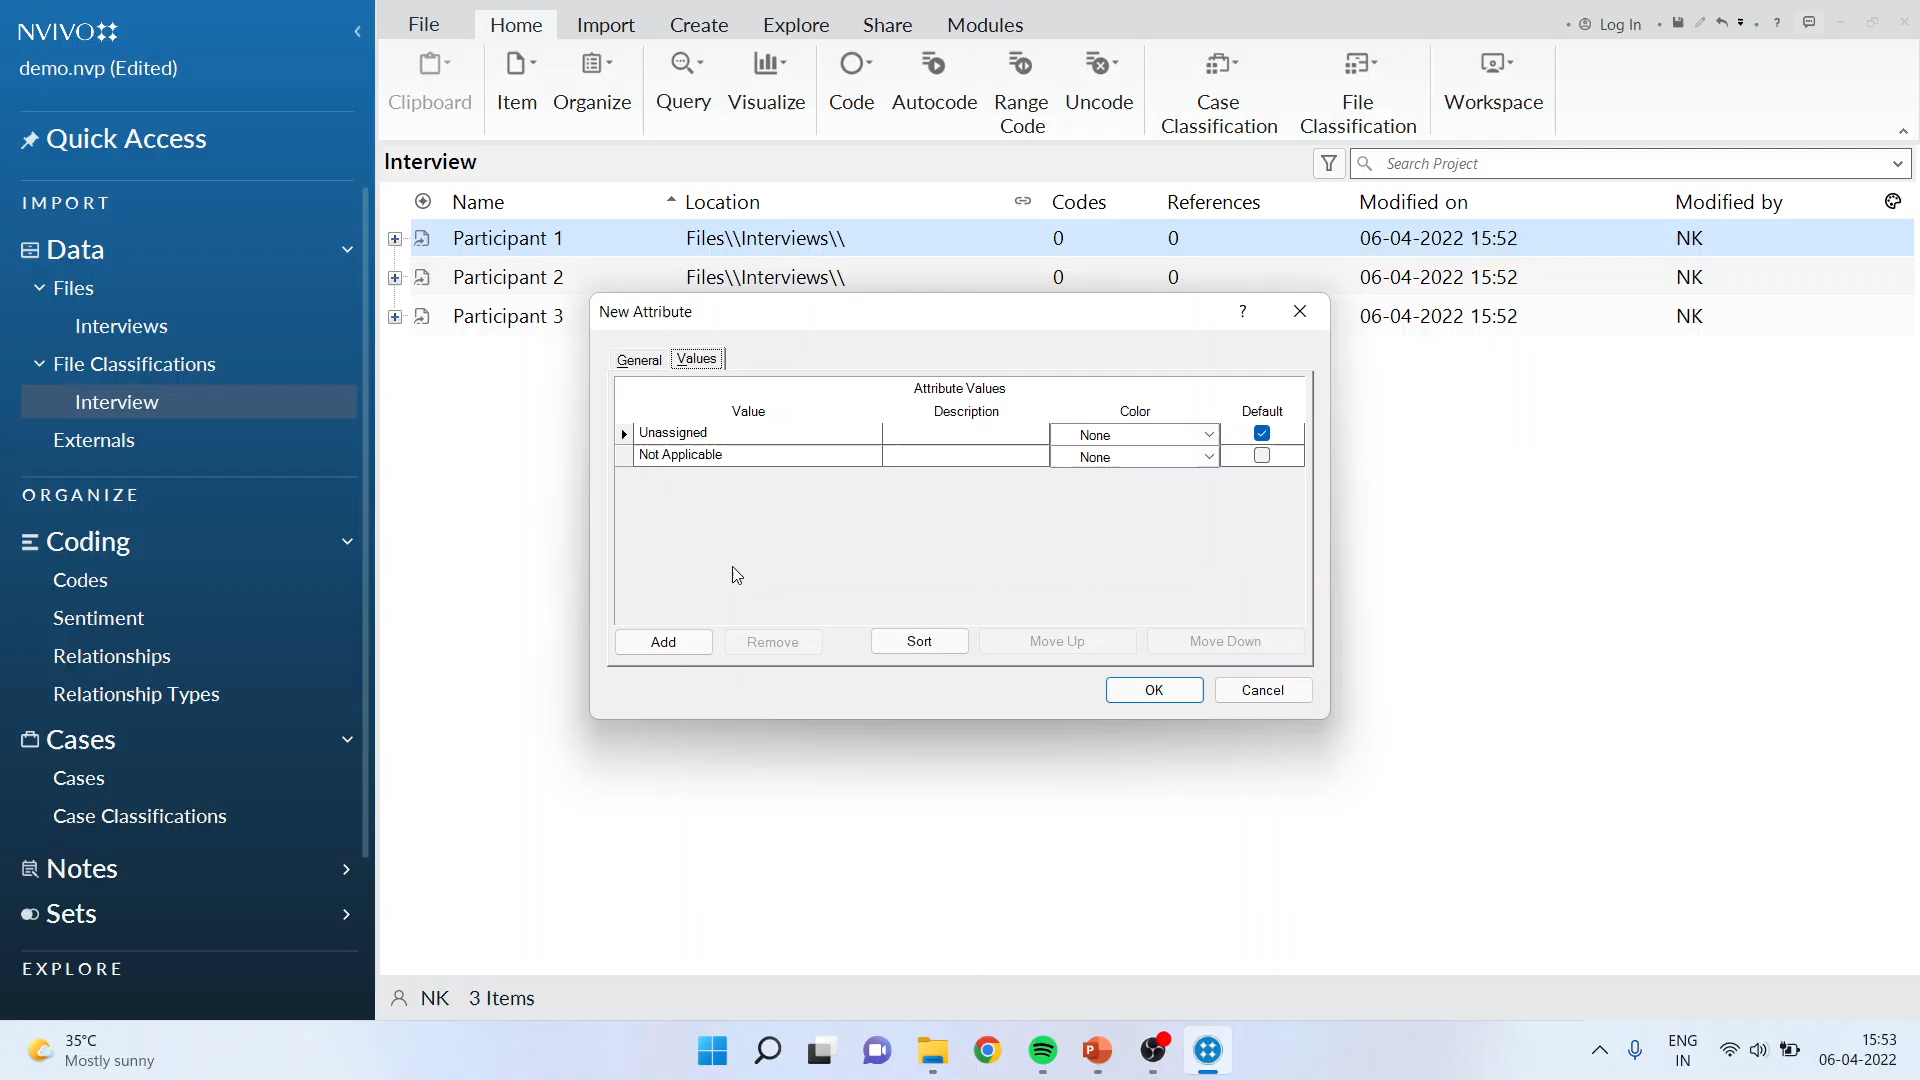 NVIVO
demo.nvp (Edited)
Quick Access
IMPORT
Data
Files
Interviews
File Classifications
Interview
Externals
ORGANIZE
Coding
Codes
Sentiment
Relationships
Relationship Types
Cases
Cases
Case Classifications
Notes
Sets
EXPLORE
File Home Import Create Explore Share Modules Log In ?
Clipboard Item Organize Query Visualize Code Autocode Range Code Uncode Case Classification File Classification Workspace
Interview Search Project
Name Location Codes References Modified on Modified by
Participant 1 Files\\Interviews\\ 0 0 06-04-2022 15:52 NK
Participant 2 Files\\Interviews\\ 0 0 06-04-2022 15:52 NK
Participant 3 06-04-2022 15:52 NK
New Attribute ?
General Values
Attribute Values
Value Description Color Default
Unassigned None
Not Applicable None
Add Remove Sort Move Up Move Down
OK Cancel
NK 3 Items
35°C
Mostly sunny
ENG
IN
15:53
06-04-2022